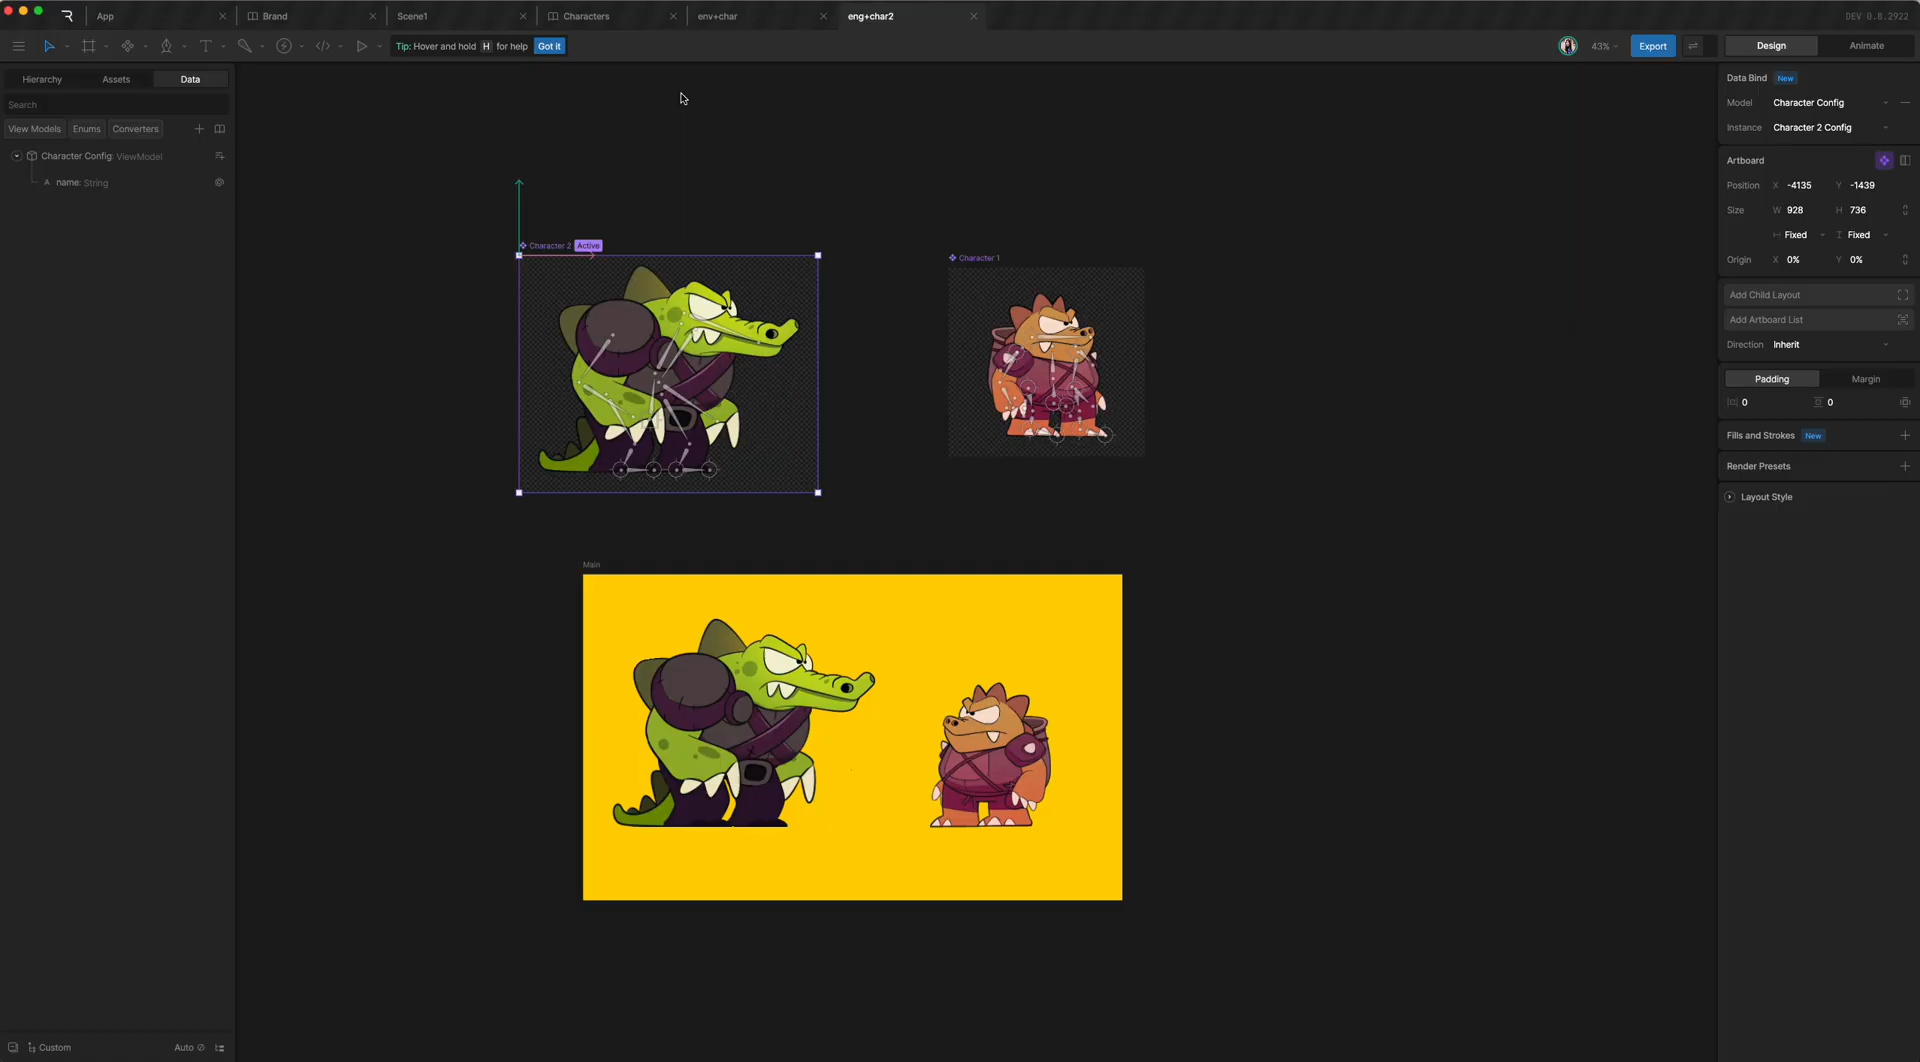 App
Brand
Scene1
Characters
env+char
eng+char2
DEV 0.8.2922
Tip: Hover and hold H for help
Got it
43%
Export
Design
Animate
Hierarchy
Assets
Data
Search
View Models
Enums
Converters
Character Config: ViewModel
name: String
Character 2
Active
Character 1
Main
Data Bind
New
Model
Character Config
Instance
Character 2 Config
Artboard
Position X -4135 Y -1439
Size W 928 H 736
Fixed Fixed
Origin X 0% Y 0%
Add Child Layout
Add Artboard List
Direction Inherit
Padding
Margin
0 0
Fills and Strokes
New
Render Presets
Layout Style
Custom
Auto